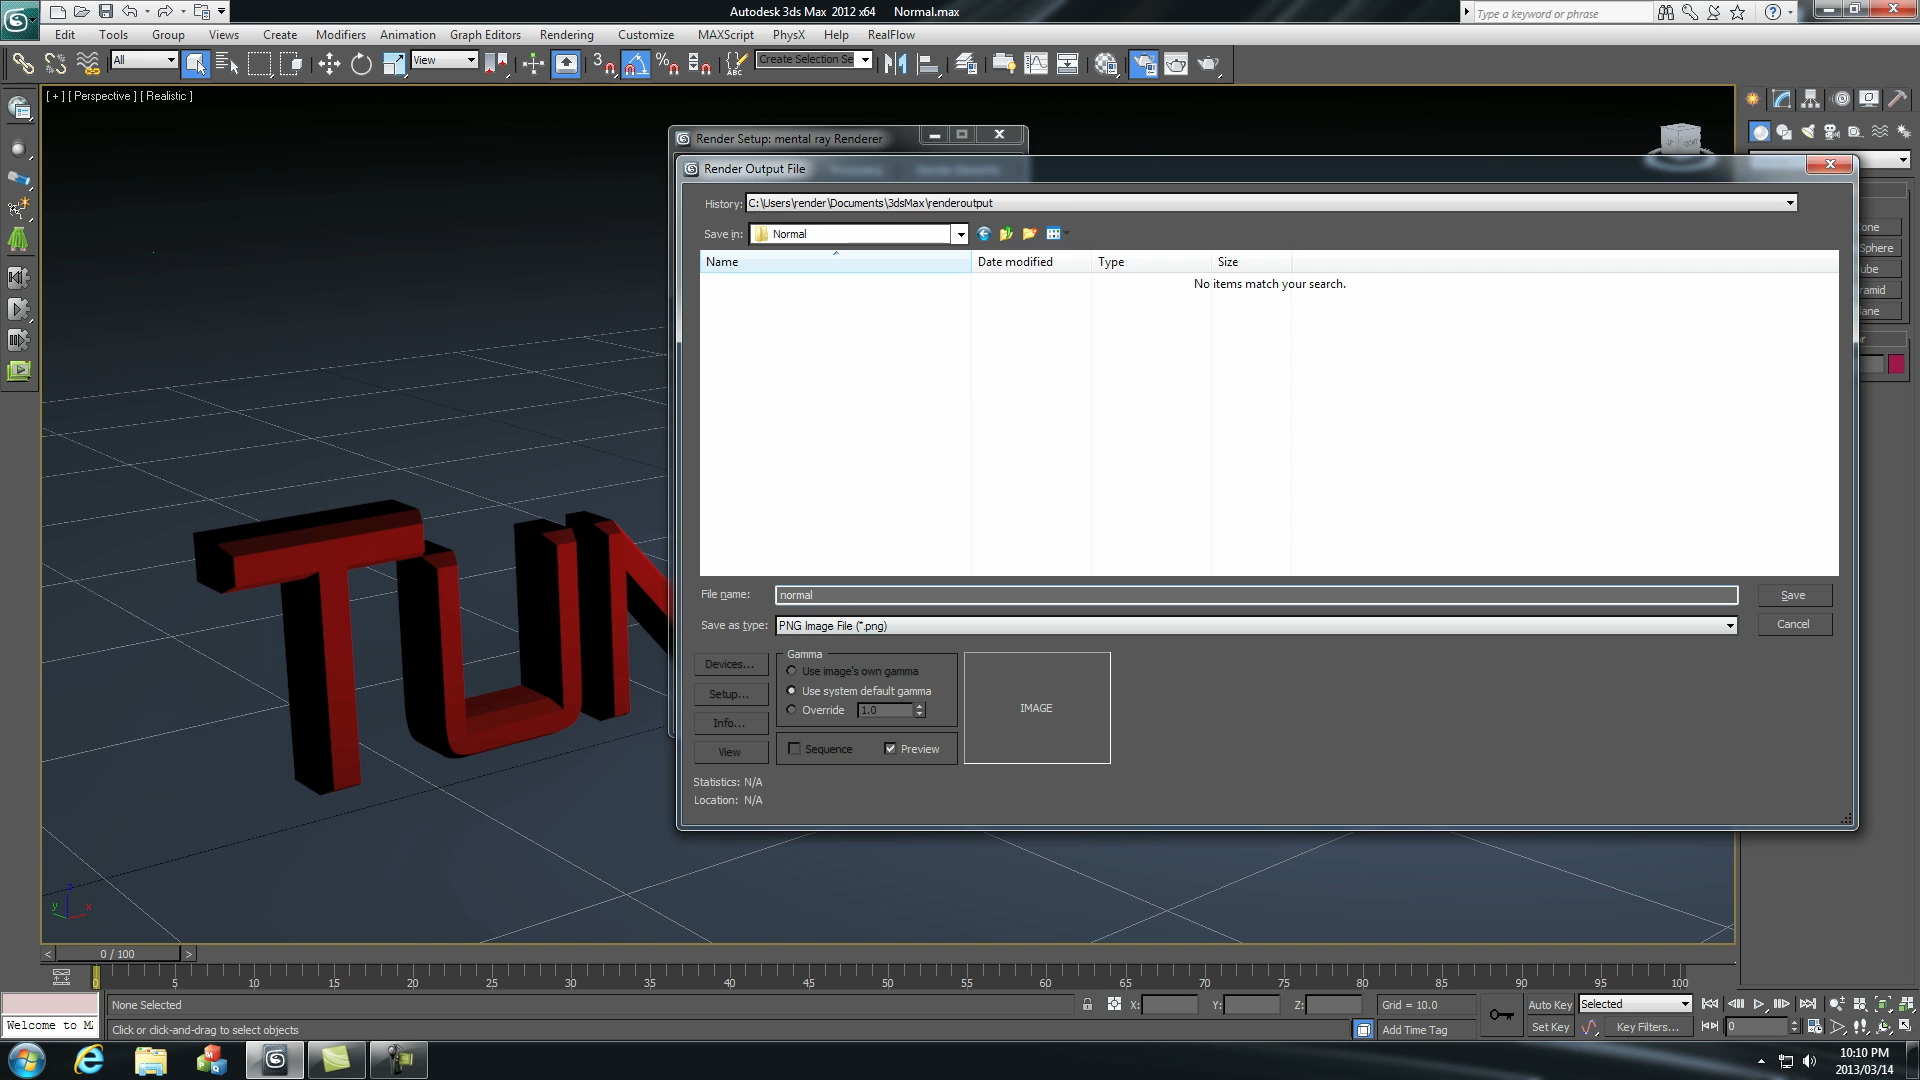 Autodesk 3ds Max 2012 x64 Normal.max
Type a keyword or phrase
Edit Tools Group Views Create Modifiers Animation Graph Editors Rendering Customize MAXScript PhysX Help RealFlow
All
View
3
ABC
Create Selection Se
[ + ] [ Perspective ] [ Realistic ]
Render Setup: mental ray Renderer
Render Output File
History: C:\Users\render\Documents\3dsMax\renderoutput
Save in: Normal
Name Date modified Type Size
No items match your search.
one
Sphere
ube
ramid
ane
TUN
File name: normal
Save
Save as type: PNG Image File (*.png)
Cancel
Devices...
Setup...
Info...
View
Gamma
Use image's own gamma
Use system default gamma
Override 1.0
Sequence Preview
IMAGE
Statistics: N/A
Location: N/A
z
y x
< 0 / 100 >
0 5 10 15 20 25 30 35 40 45 50 55 60 65 70 75 80 85 90 95 100
None Selected
X: Y: Z: Grid = 10.0
Auto Key Selected
Welcome to M
Click or click-and-drag to select objects
Add Time Tag
Set Key Key Filters... 0
10:10 PM
2013/03/14